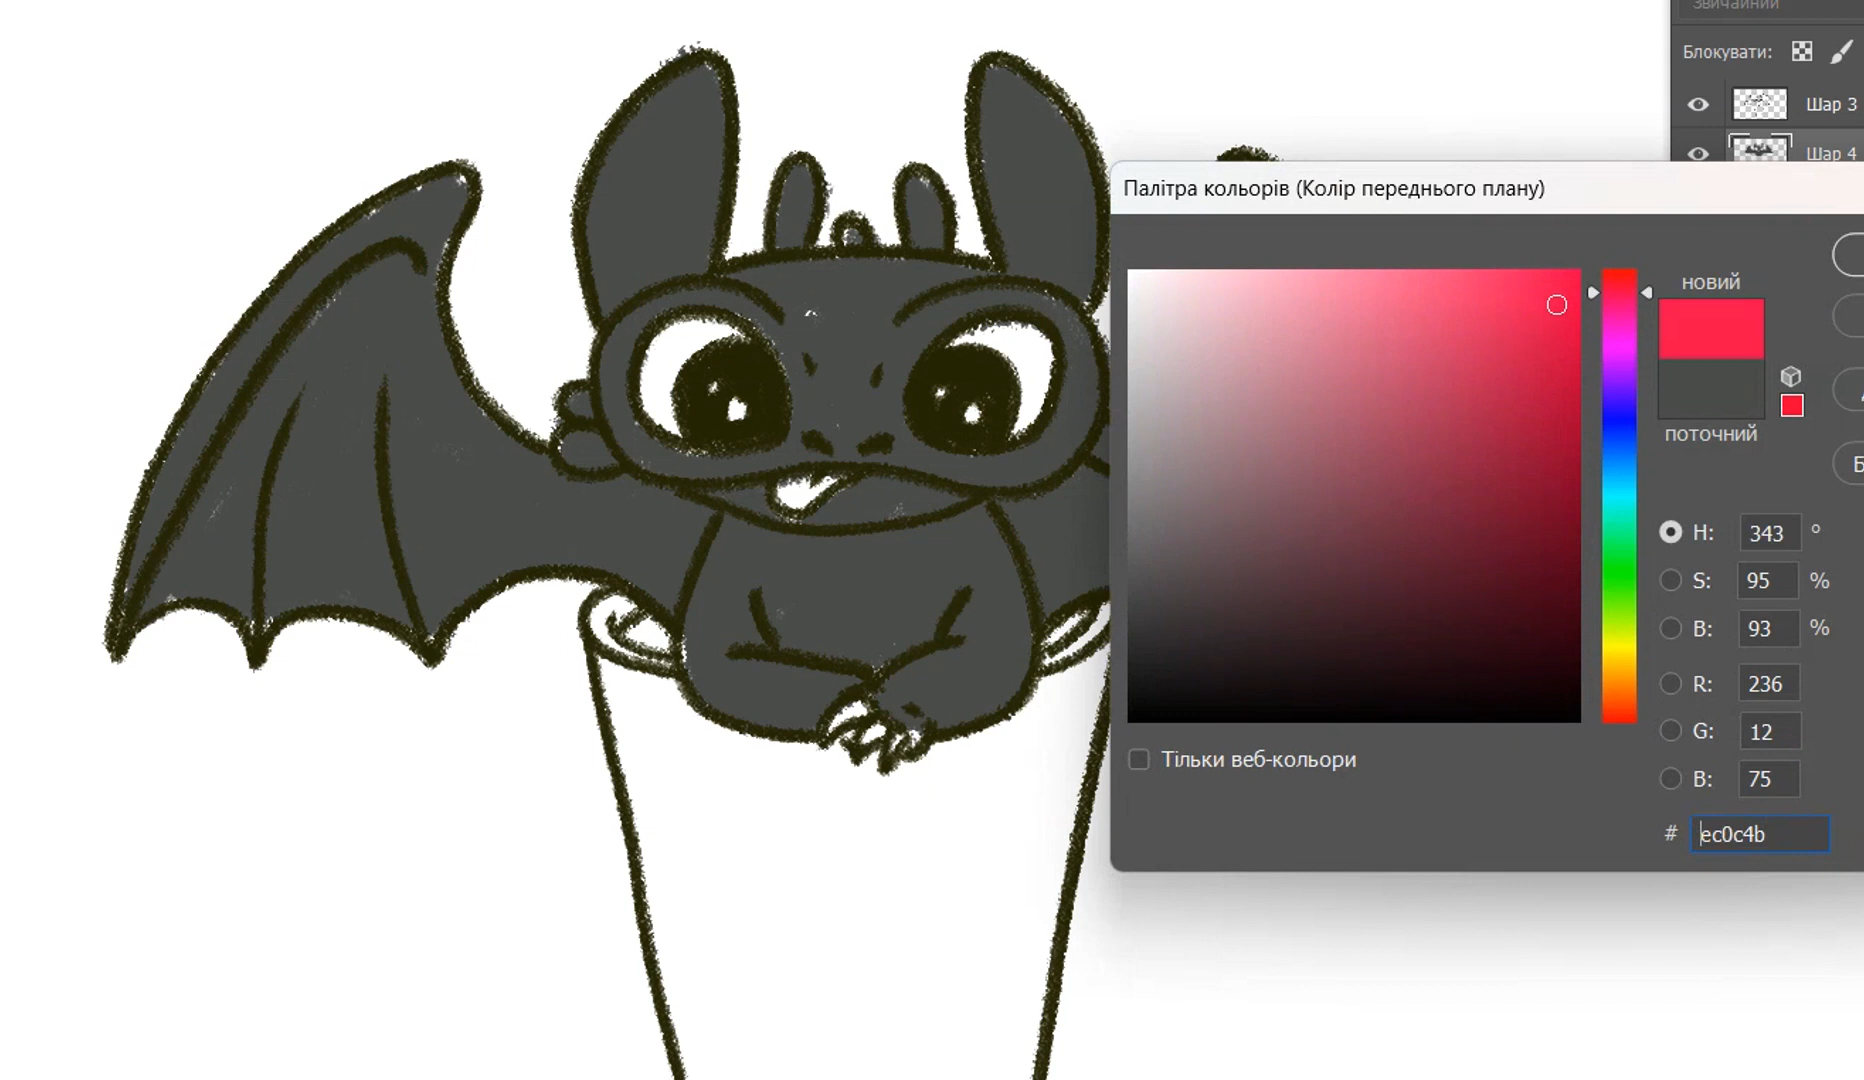 Звичайний
Блокувати:
Шар 3
Шар 4
Палітра кольорів (Колір переднього плану)
новий
поточний
H: 343 °
S: 95 %
B: 93 %
R: 236
G: 12
B: 75
Тільки веб-кольори
# ec0c4b